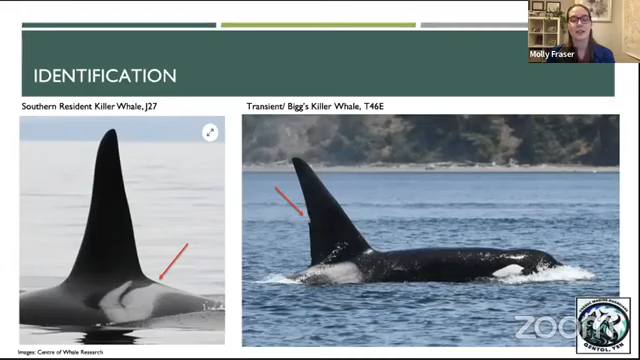 Molly Fraser
IDENTIFICATION
Southern Resident Killer Whale, J27
Transient/ Bigg's Killer Whale, T46E
Images: Centre of Whale Research
zoom